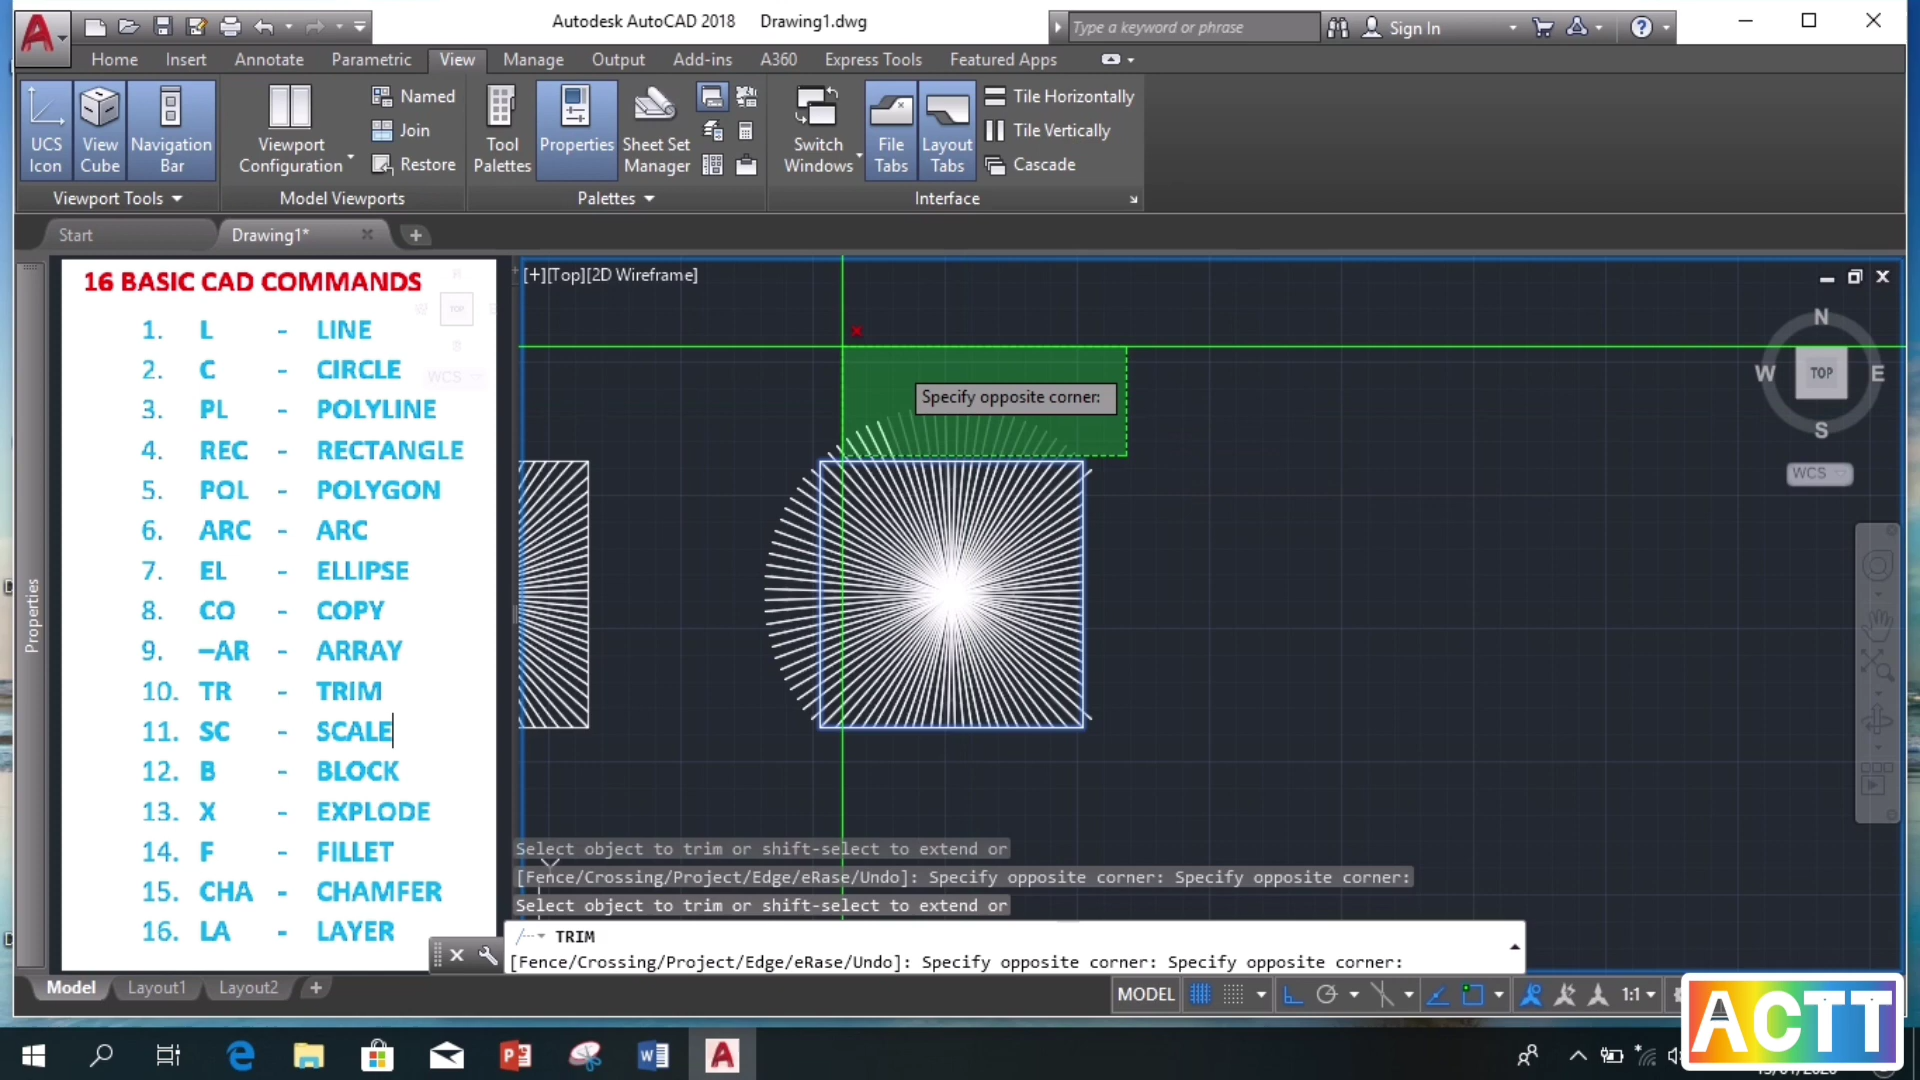 Autodesk AutoCAD 2018 Drawing1.dwg
Type a keyword or phrase
Sign In
Home Insert Annotate Parametric View Manage Output Add-ins A360 Express Tools Featured Apps
UCS Icon
View Cube
Navigation Bar
Viewport Configuration
Named
Join
Restore
Tool Palettes
Properties
Sheet Set Manager
Switch Windows
File Tabs
Layout Tabs
Tile Horizontally
Tile Vertically
Cascade
Viewport Tools
Model Viewports
Palettes
Interface
Start
Drawing1*
Properties
16 BASIC CAD COMMANDS
1. L - LINE
2. C - CIRCLE
3. PL - POLYLINE
4. REC - RECTANGLE
5. POL - POLYGON
6. ARC - ARC
7. EL - ELLIPSE
8. CO - COPY
9. –AR - ARRAY
10. TR - TRIM
11. SC - SCALE
12. B - BLOCK
13. X - EXPLODE
14. F - FILLET
15. CHA - CHAMFER
16. LA - LAYER
TOP
WCS
[+][Top][2D Wireframe]
Specify opposite corner:
N
W TOP E
S
WCS
Select object to trim or shift-select to extend or
[Fence/Crossing/Project/Edge/eRase/Undo]: Specify opposite corner: Specify opposite corner:
Select object to trim or shift-select to extend or
TRIM
[Fence/Crossing/Project/Edge/eRase/Undo]: Specify opposite corner: Specify opposite corner:
Model Layout1 Layout2
MODEL
1:1
ACTT